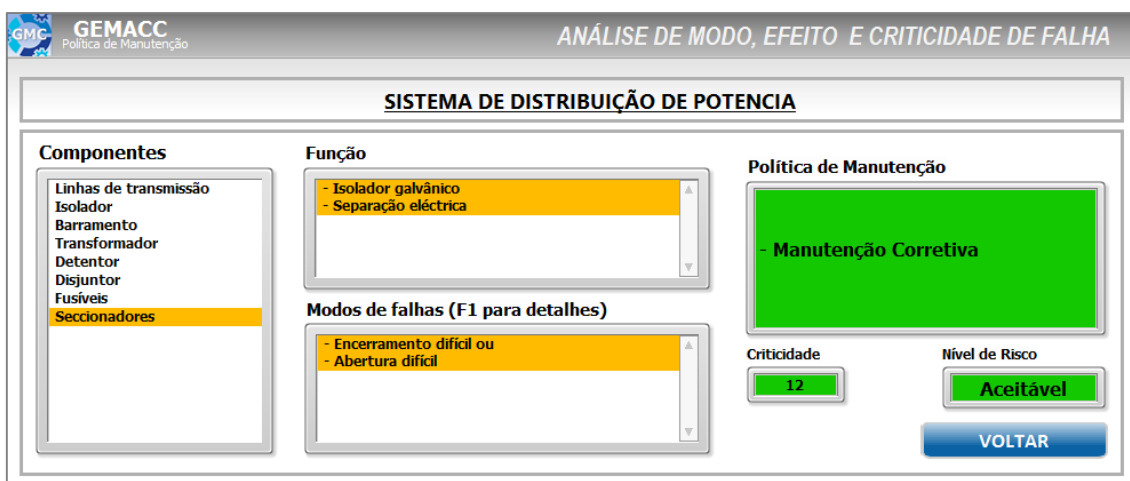 GMC
GEMACC
Política de Manutenção
ANÁLISE DE MODO, EFEITO E CRITICIDADE DE FALHA
SISTEMA DE DISTRIBUIÇÃO DE POTENCIA
Componentes
Linhas de transmissão
Isolador
Barramento
Transformador
Detentor
Disjuntor
Fusíveis
Seccionadores
Função
- Isolador galvânico
- Separação eléctrica
Modos de falhas (F1 para detalhes)
- Encerramento difícil ou
- Abertura difícil
Política de Manutenção
- Manutenção Corretiva
Criticidade
12
Nível de Risco
Aceitável
VOLTAR